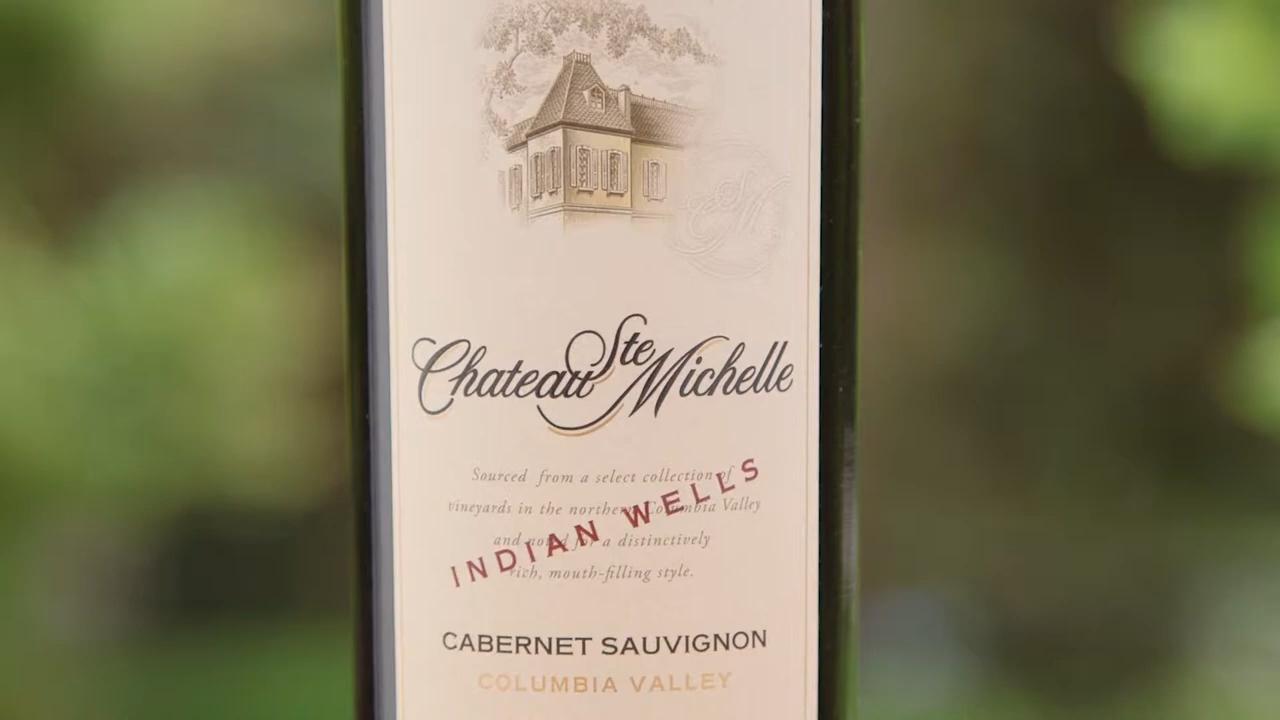 Chateau Ste Michelle
Sourced from a select collection of
vineyards in the northern Columbia Valley
and noted for a distinctively
rich, mouth-filling style.
INDIAN WELLS
CABERNET SAUVIGNON
COLUMBIA VALLEY